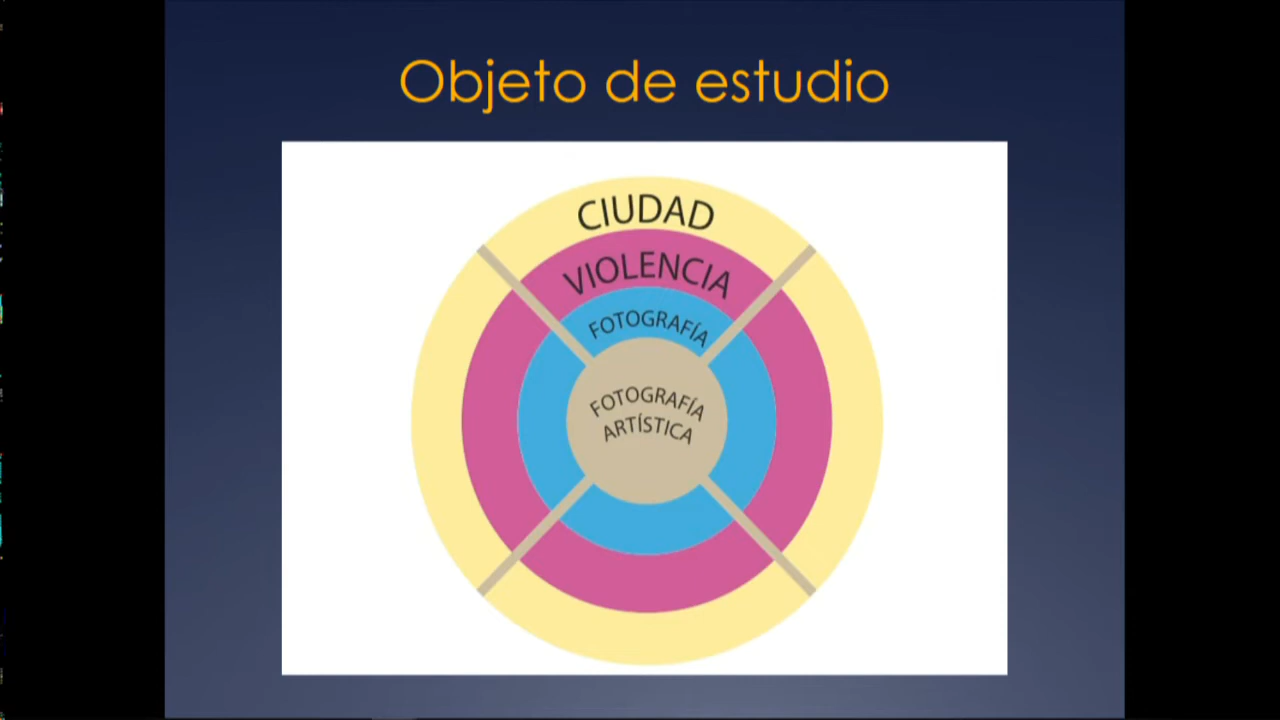 Objeto de estudio
CIUDAD
VIOLENCIA
FOTOGRAFÍA
FOTOGRAFÍA
ARTÍSTICA